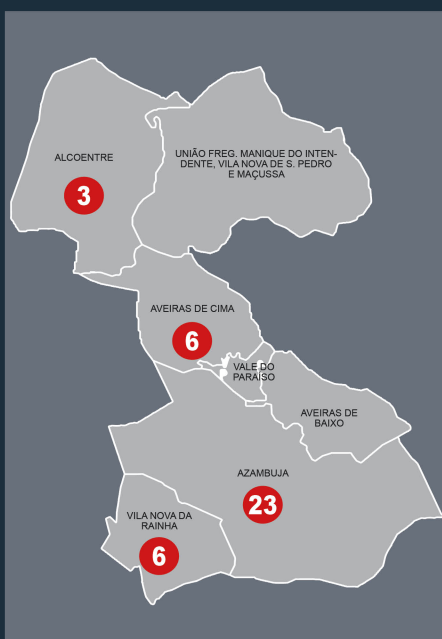 ALCOENTRE
3
UNIÃO FREG. MANIQUE DO INTEN-
DENTE, VILA NOVA DE S. PEDRO
E MAÇUSSA
AVEIRAS DE CIMA
6
VALE DO
PARAÍSO
AVEIRAS DE
BAIXO
AZAMBUJA
23
VILA NOVA DA
RAINHA
6